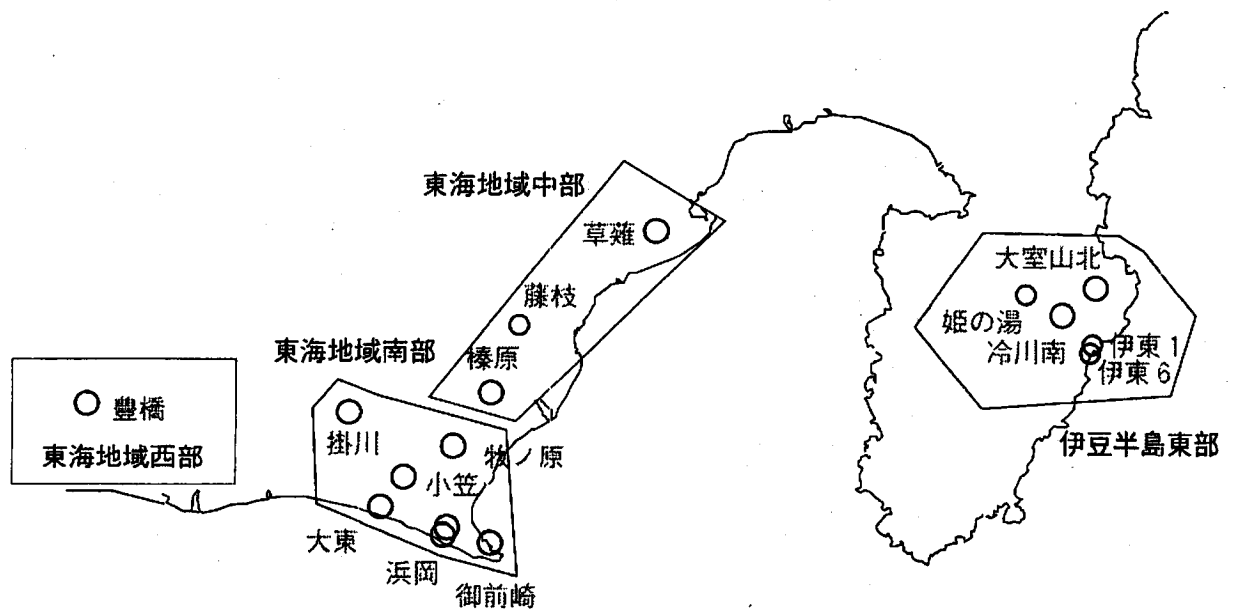 東海地域中部
草薙
藤枝
榛原
東海地域南部
掛川
牧ノ原
小笠
大東
浜岡
御前崎
豊橋
東海地域西部
大室山北
姫の湯
冷川南
伊東1
伊東6
伊豆半島東部